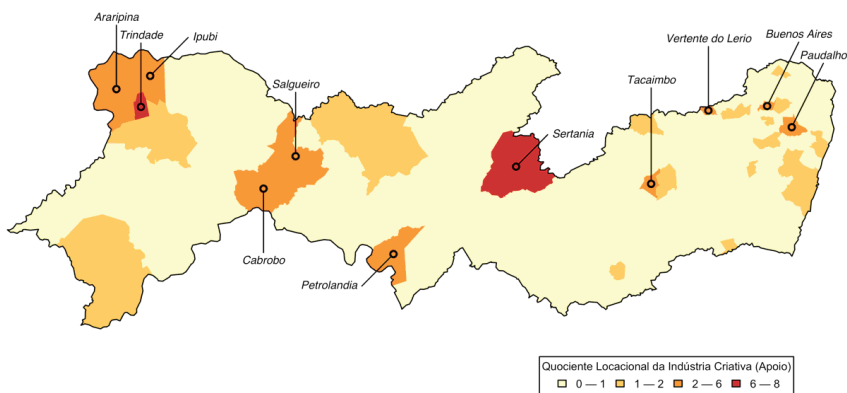 Araripina
Trindade
Ipubi
Salgueiro
Vertente do Lerio
Buenos Aires
Paudalho
Tacaimbo
Sertania
Cabrobo
Petrolandia
Quociente Locacional da Indústria Criativa (Apoio)
0 — 1 1 — 2 2 — 6 6 — 8